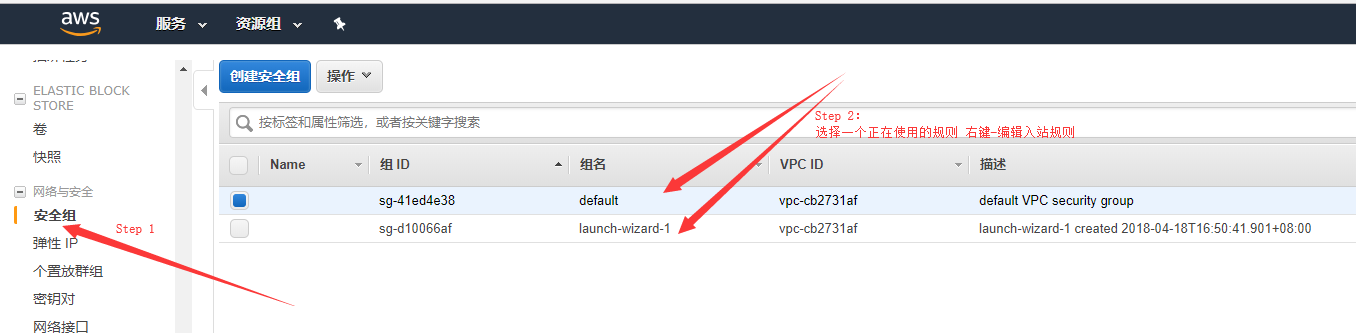 aws 服务 资源组
ELASTIC BLOCK
STORE
卷
快照
网络与安全
安全组
弹性 IP
个置放群组
密钥对
网络接口
Step 1
创建安全组 操作
按标签和属性筛选，或者按关键字搜索
Step 2:
选择一个正在使用的规则 右键-编辑入站规则
Name 组 ID 组名 VPC ID 描述
sg-41ed4e38 default vpc-cb2731af default VPC security group
sg-d10066af launch-wizard-1 vpc-cb2731af launch-wizard-1 created 2018-04-18T16:50:41.901+08:00